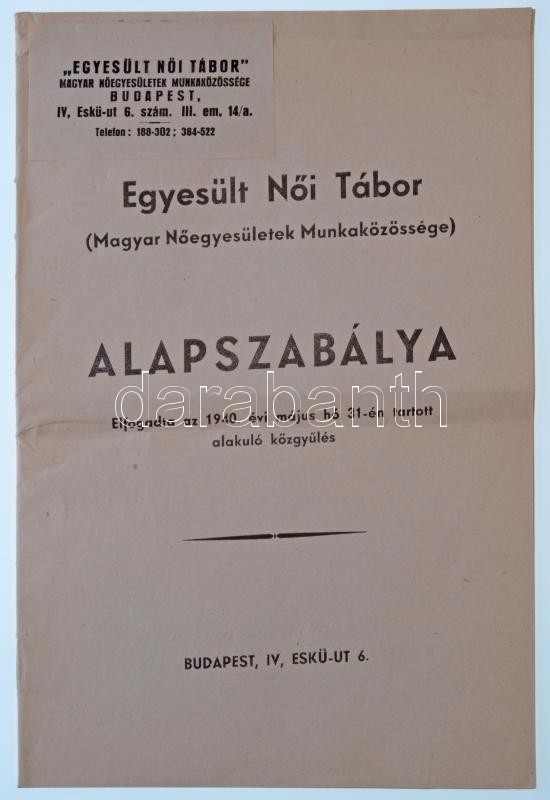 „EGYESÜLT NŐI TÁBOR”
MAGYAR NŐEGYESÜLETEK MUNKAKÖZÖSSÉGE
BUDAPEST,
IV, Eskü-ut 6. szám. III. em. 14/a.
Telefon: 188-302; 384-522
Egyesült Női Tábor
(Magyar Nőegyesületek Munkaközössége)
ALAPSZABÁLYA
darabanth
Elfogadta az 1940. évi május hó 31-én tartott
alakuló közgyűlés
BUDAPEST, IV, ESKÜ-UT 6.